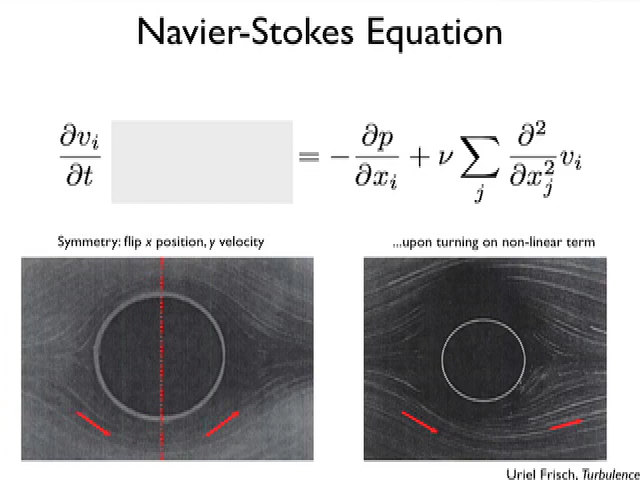 Navier-Stokes Equation
∂v_i/∂t = − ∂p/∂x_i + ν ∑_j ∂²/∂x_j² v_i
Symmetry: flip x position, y velocity
...upon turning on non-linear term
Uriel Frisch, Turbulence